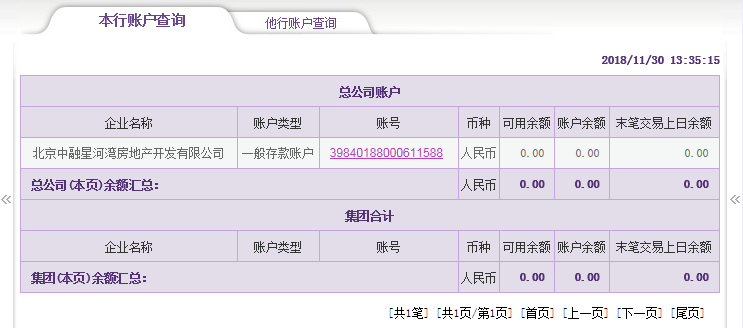 本行账户查询 他行账户查询
2018/11/30 13:35:15
总公司账户
企业名称 账户类型 账号 币种 可用余额 账户余额 末笔交易上日余额
北京中融星河湾房地产开发有限公司 一般存款账户 39840188000611588 人民币 0.00 0.00 0.00
总公司(本页)余额汇总: 人民币 0.00 0.00 0.00
集团合计
企业名称 账户类型 账号 币种 可用余额 账户余额 末笔交易上日余额
集团(本页)余额汇总: 人民币 0.00 0.00 0.00
[共1笔] [共1页/第1页] [首页] [上一页] [下一页] [尾页]